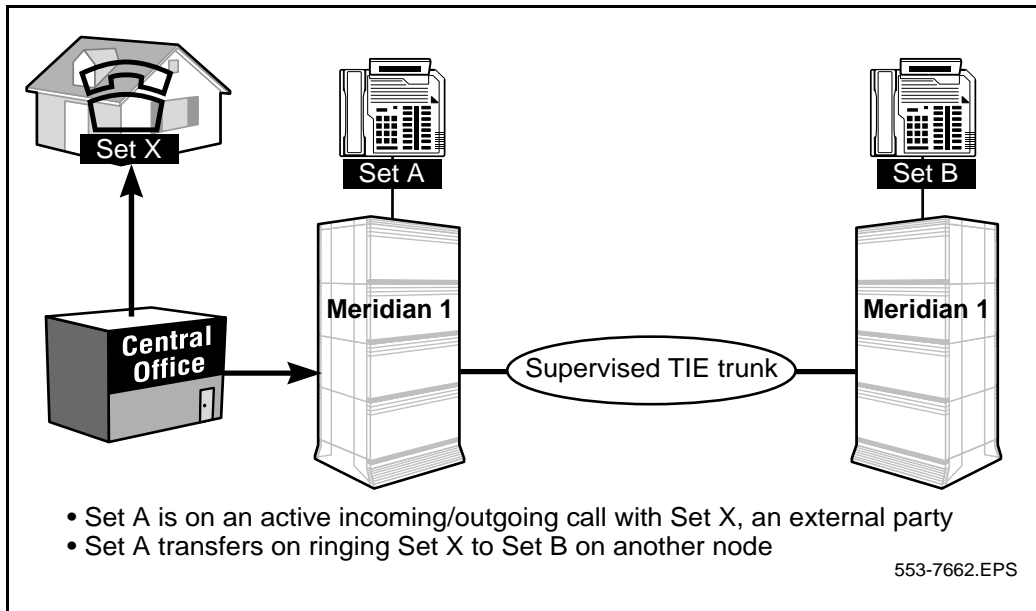 Set X
Set A
Set B
Meridian 1
Meridian 1
Central
Office
Supervised TIE trunk
• Set A is on an active incoming/outgoing call with Set X, an external party
• Set A transfers on ringing Set X to Set B on another node
553-7662.EPS